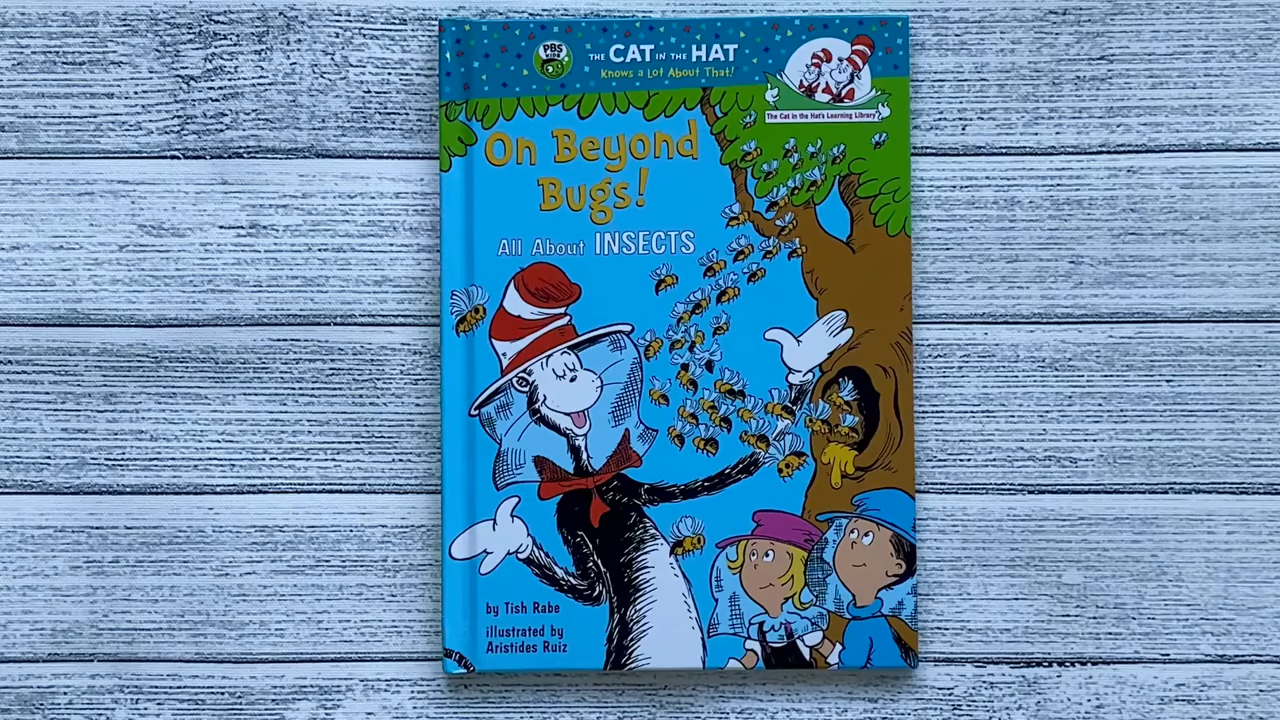 PBS
KIDS
THE CAT IN THE HAT
Knows a Lot About That!
The Cat in the Hat's Learning Library
On Beyond
Bugs!
All About INSECTS
by Tish Rabe
illustrated by
Aristides Ruiz